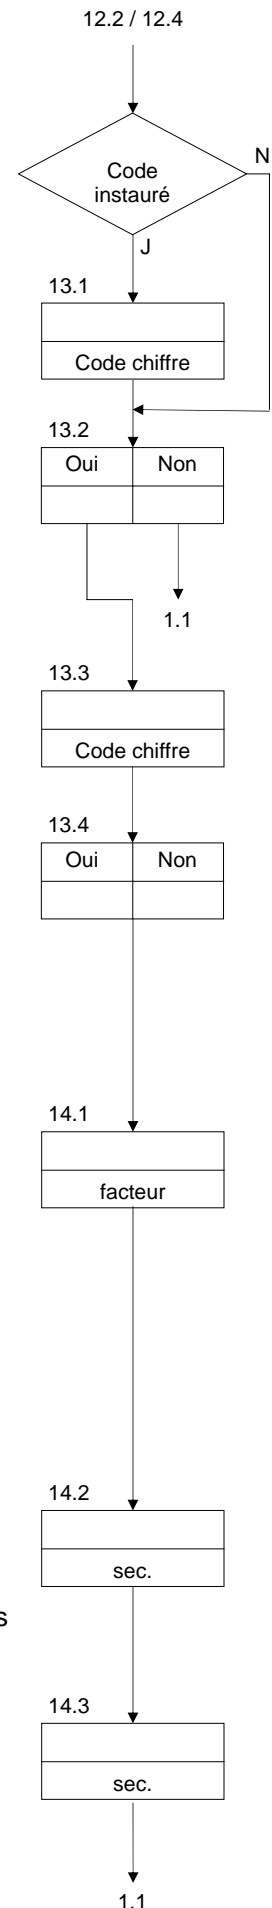 12.2 / 12.4
Code
instauré
N
J
13.1
Code chiffre
13.2
Oui Non
1.1
13.3
Code chiffre
13.4
Oui Non
14.1
facteur
14.2
sec.
s
14.3
sec.
1.1